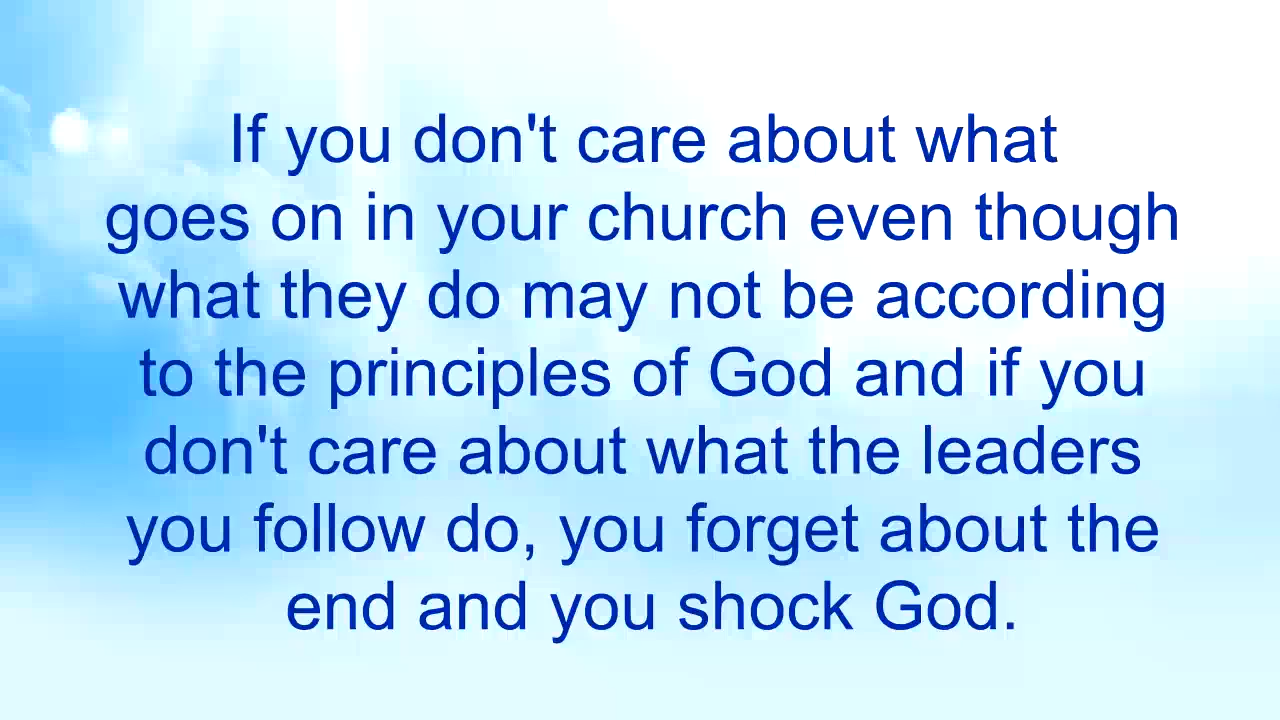 If you don't care about what
goes on in your church even though
what they do may not be according
to the principles of God and if you
don't care about what the leaders
you follow do, you forget about the
end and you shock God.